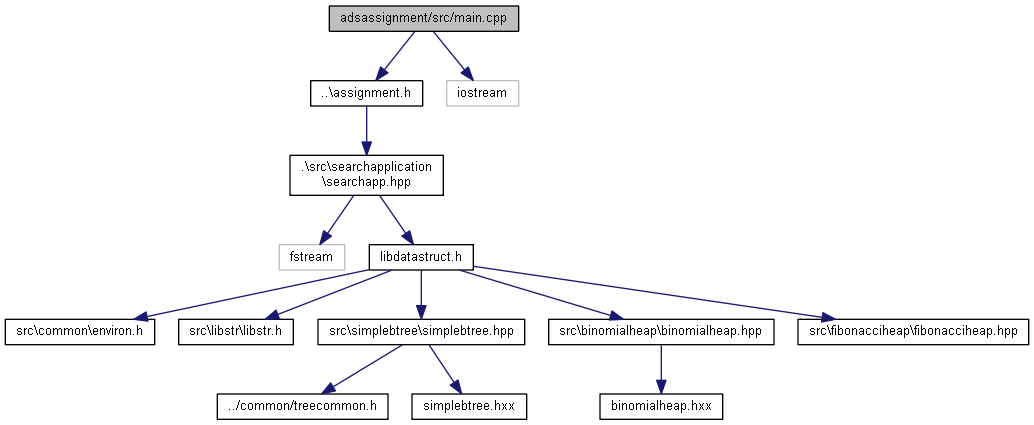 adsassignment/src/main.cpp
..\assignment.h
iostream
.\src\searchapplication
\searchapp.hpp
fstream
libdatastruct.h
src\common\environ.h
src\libstr\libstr.h
src\simplebtree\simplebtree.hpp
src\binomialheap\binomialheap.hpp
src\fibonacciheap\fibonacciheap.hpp
../common/treecommon.h
simplebtree.hxx
binomialheap.hxx